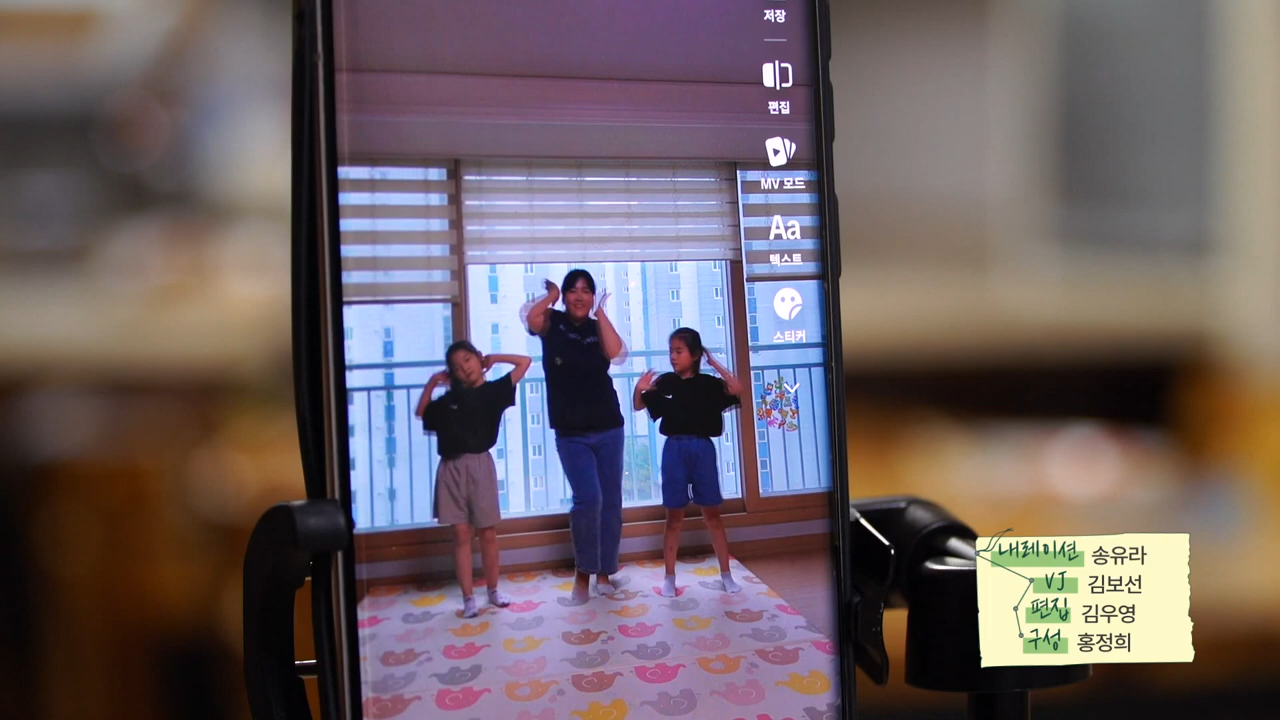 저장
편집
MV 모드
Aa
텍스트
스티커
내레이션 송유라
VJ 김보선
편집 김우영
구성 홍정희